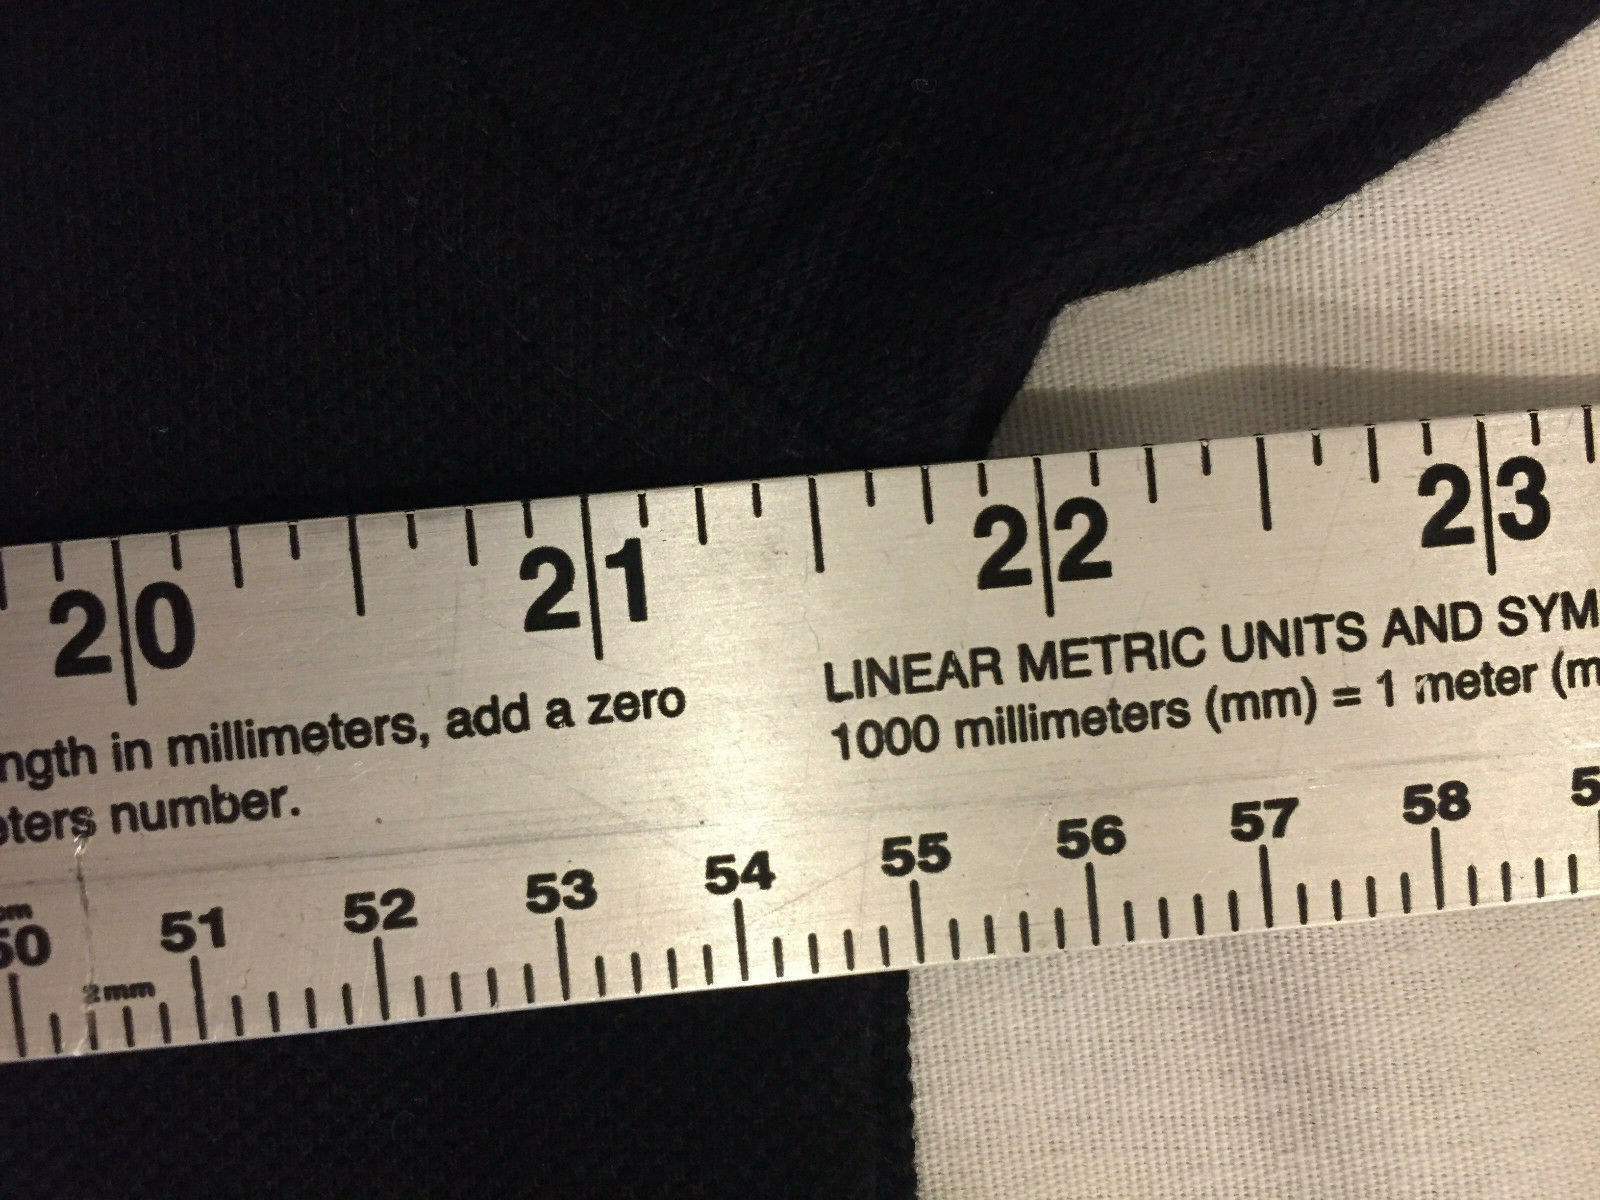 20 21 22 23
LINEAR METRIC UNITS AND SYM
ngth in millimeters, add a zero
1000 millimeters (mm) = 1 meter (m
eters number.
cm
50 51 52 53 54 55 56 57 58
2mm